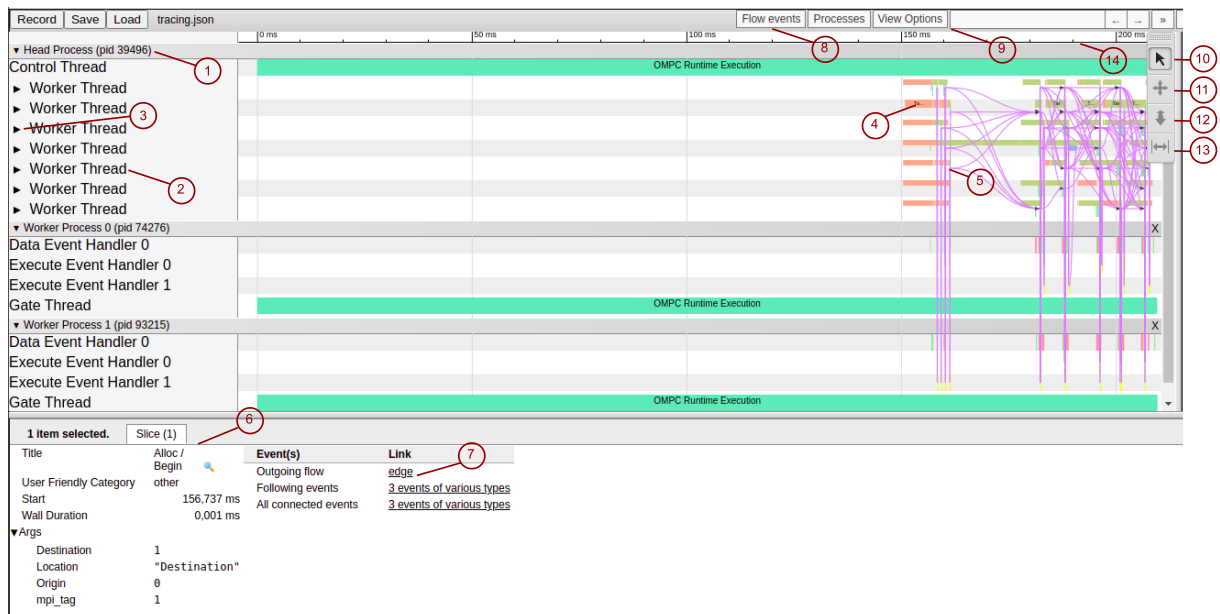 Record Save Load tracing.json Flow events Processes View Options ← → »
0 ms 50 ms 100 ms 150 ms 200 ms
8 9 14
▼ Head Process (pid 39496)
1
10
Control Thread OMPC Runtime Execution
► Worker Thread
11
► Worker Thread
3
4
12
► Worker Thread
► Worker Thread
13
► Worker Thread
2
5
► Worker Thread
► Worker Thread
▼ Worker Process 0 (pid 74276) X
Data Event Handler 0
Execute Event Handler 0
Execute Event Handler 1
Gate Thread OMPC Runtime Execution
▼ Worker Process 1 (pid 93215) X
Data Event Handler 0
Execute Event Handler 0
Execute Event Handler 1
Gate Thread OMPC Runtime Execution
6
1 item selected. Slice (1)
Title Alloc / Begin
Event(s) Link
7
Outgoing flow edge
User Friendly Category other
Following events 3 events of various types
Start 156,737 ms
All connected events 3 events of various types
Wall Duration 0,001 ms
▼Args
Destination 1
Location "Destination"
Origin 0
mpi_tag 1